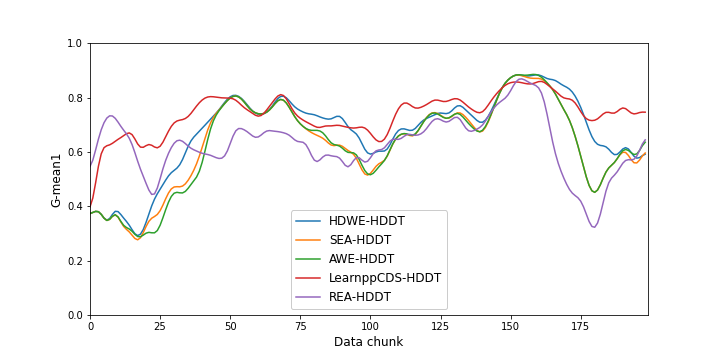 1.0
0.8
0.6
0.4
0.2
0.0
G-mean1
HDWE-HDDT
SEA-HDDT
AWE-HDDT
LearnppCDS-HDDT
REA-HDDT
0 25 50 75 100 125 150 175
Data chunk